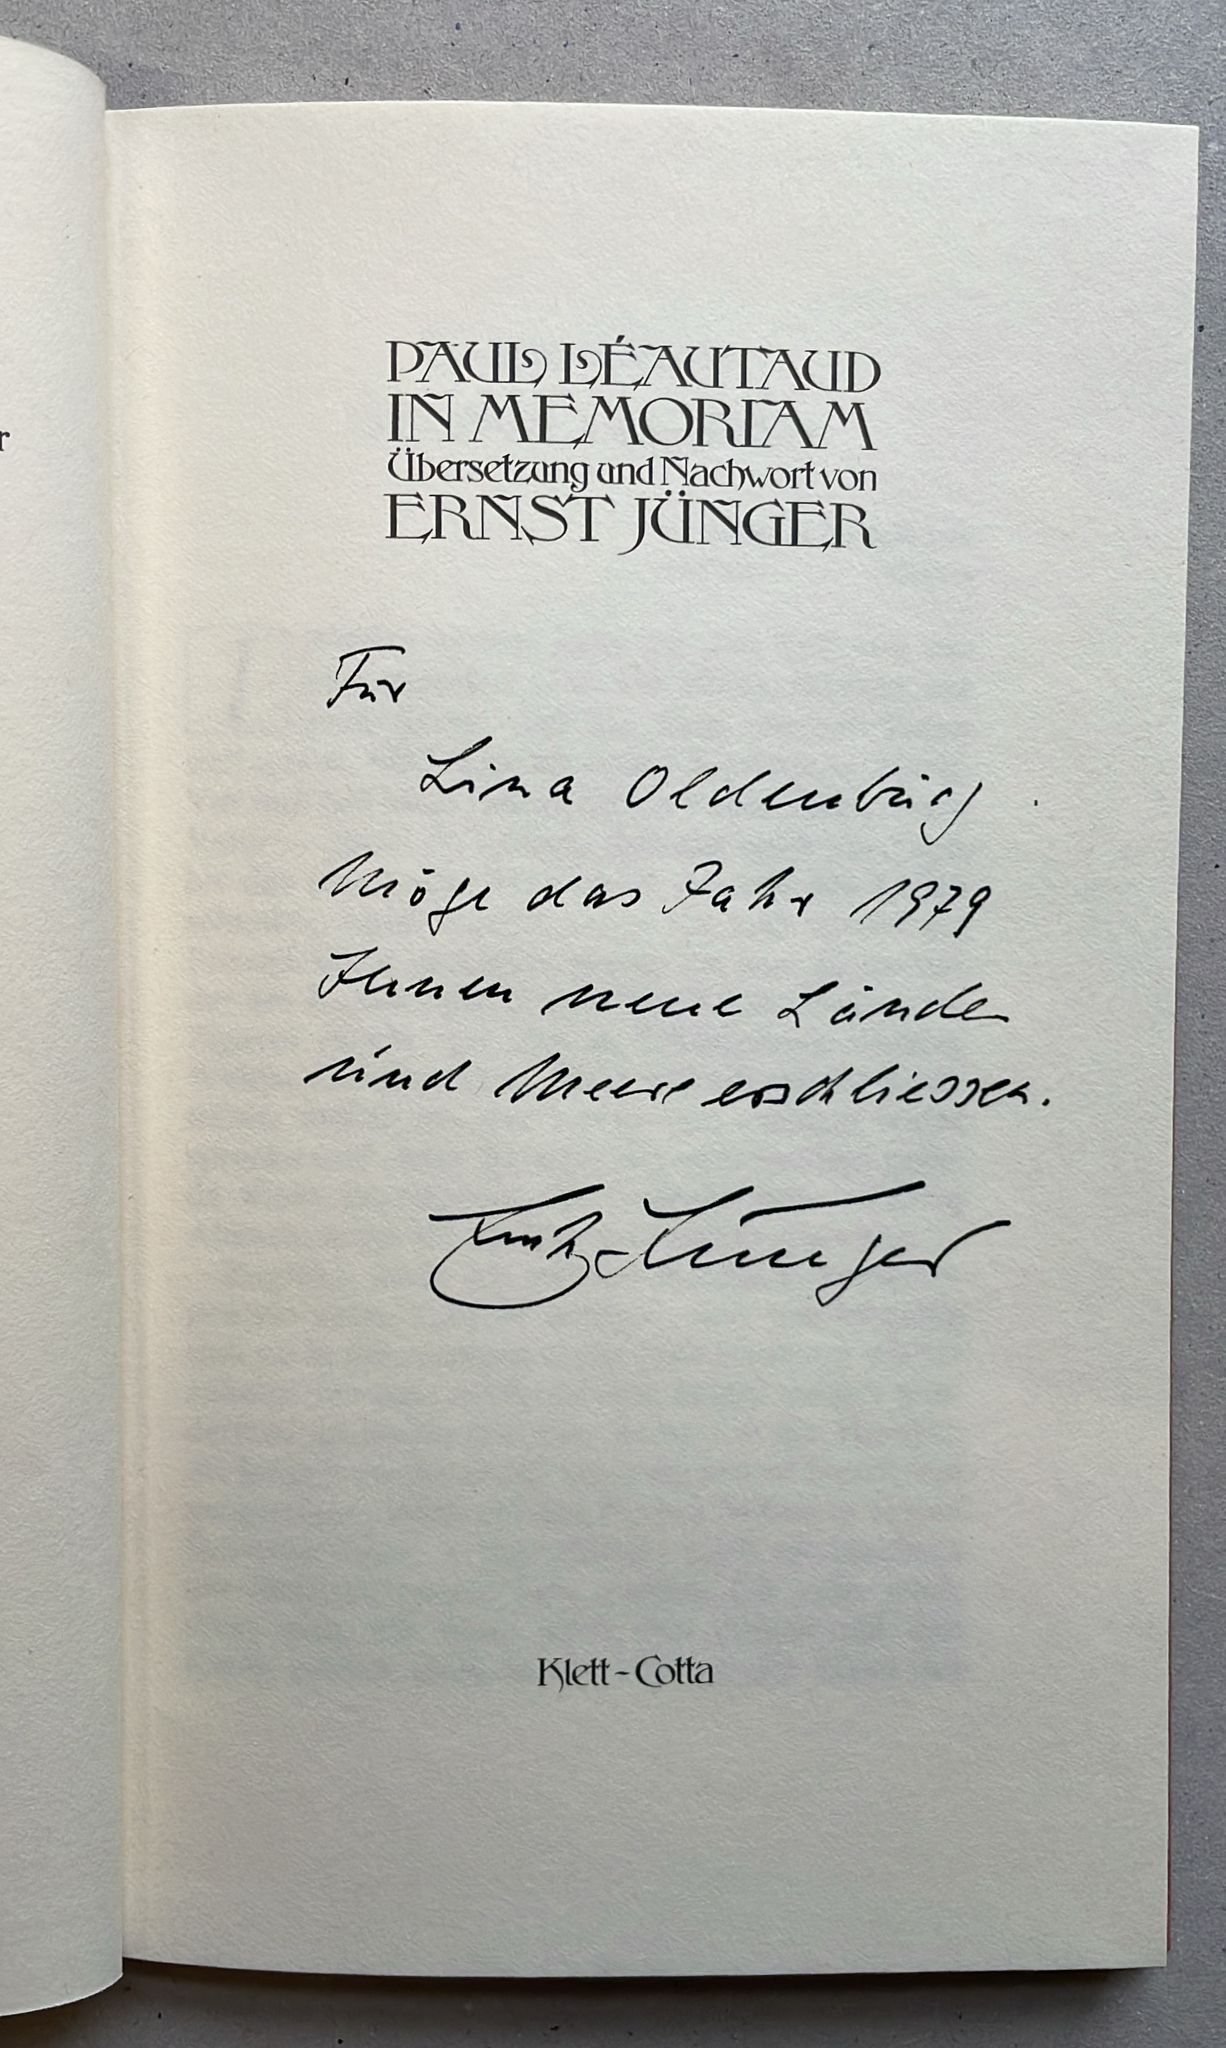 r
PAUL LÉAUTAUD
IN MEMORIAM
Übersetzung und Nachwort von
ERNST JÜNGER
Für
Lina Oldenburg
Möge das Jahr 1979
Ihnen neue Länder
und Meere erschliessen.
Ernst Jünger
Klett-Cotta